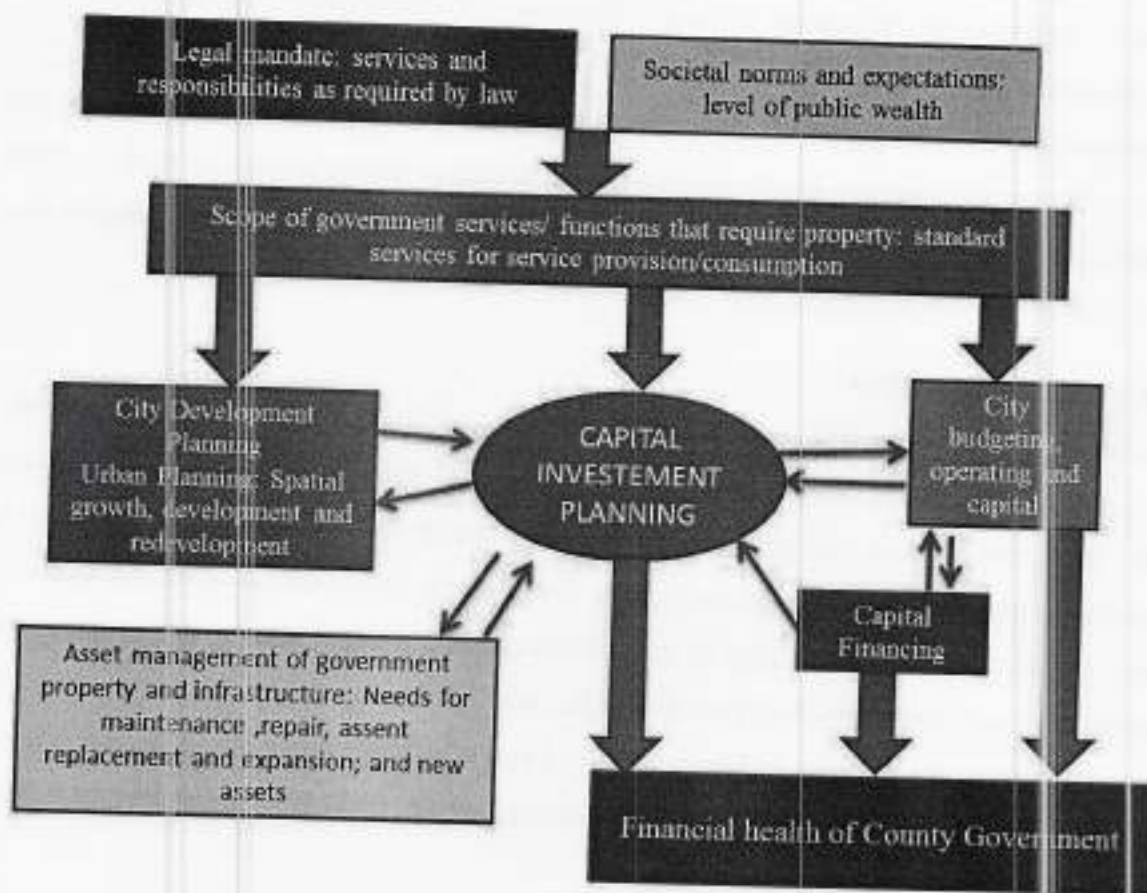 Legal mandate: services and
responsibilities as required by law
Societal norms and expectations:
level of public wealth
Scope of government services/ functions that require property: standard
services for service provision/consumption
City Development
Planning
Urban Planning: Spatial
growth, development and
redevelopment
CAPITAL
INVESTEMENT
PLANNING
City
budgeting,
operating and
capital
Capital
Financing
Asset management of government
property and infrastructure: Needs for
maintenance ,repair, assent
replacement and expansion; and new
assets
Financial health of County Government